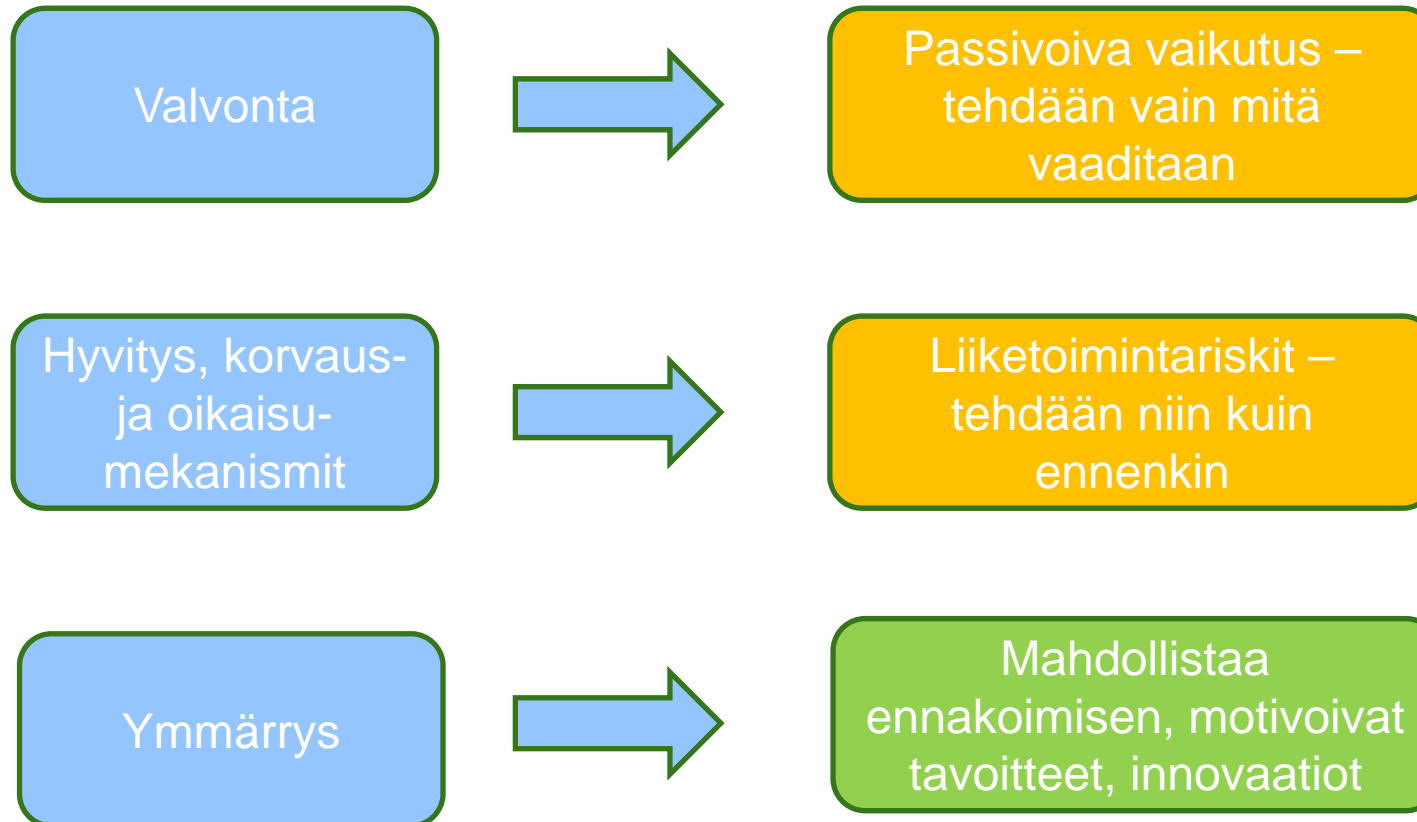 Valvonta
Passivoiva vaikutus –
tehdään vain mitä
vaaditaan
Hyvitys, korvaus-
ja oikaisu-
mekanismit
Liiketoimintariskit –
tehdään niin kuin
ennenkin
Ymmärrys
Mahdollistaa
ennakoimisen, motivoivat
tavoitteet, innovaatiot